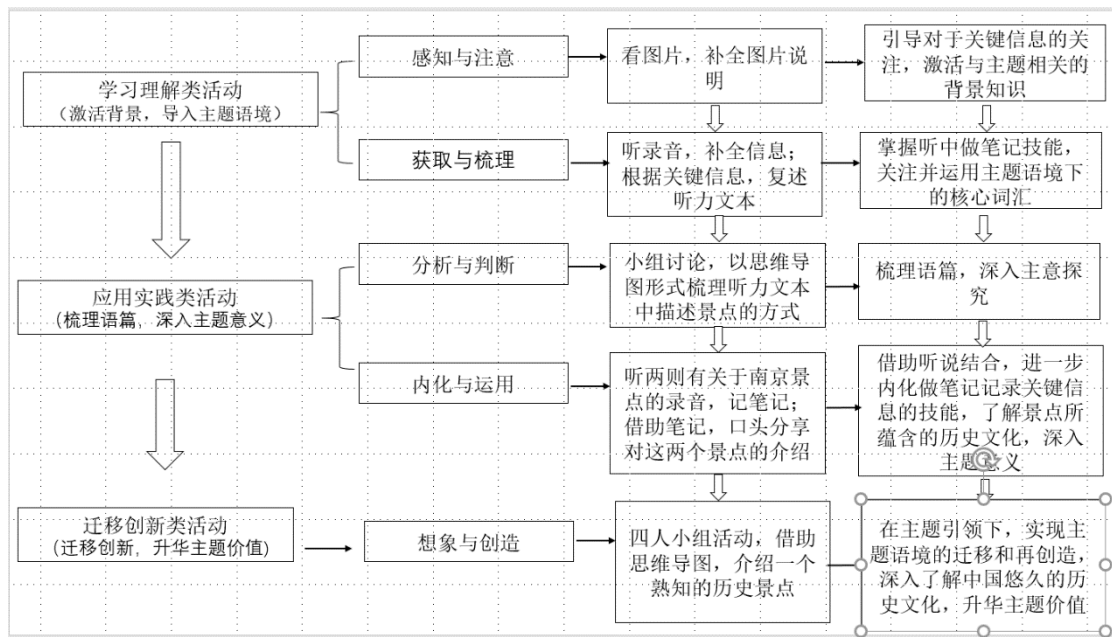 学习理解类活动
（激活背景，导入主题语境）
感知与注意
看图片，补全图片说
明
引导对于关键信息的关
注，激活与主题相关的
背景知识
获取与梳理
听录音，补全信息；
根据关键信息，复述
听力文本
掌握听中做笔记技能，
关注并运用主题语境下
的核心词汇
应用实践类活动
（梳理语篇，深入主题意义）
分析与判断
小组讨论，以思维导
图形式梳理听力文本
中描述景点的方式
梳理语篇，深入主意探
究
内化与运用
听两则有关于南京景
点的录音，记笔记；
借助笔记，口头分享
对这两个景点的介绍
借助听说结合，进一步
内化做笔记记录关键信
息的技能，了解景点所
蕴含的历史文化，深入
主题意义
迁移创新类活动
（迁移创新，升华主题价值）
想象与创造
四人小组活动，借助
思维导图，介绍一个
熟知的历史景点
在主题引领下，实现主
题语境的迁移和再创造，
深入了解中国悠久的历
史文化，升华主题价值